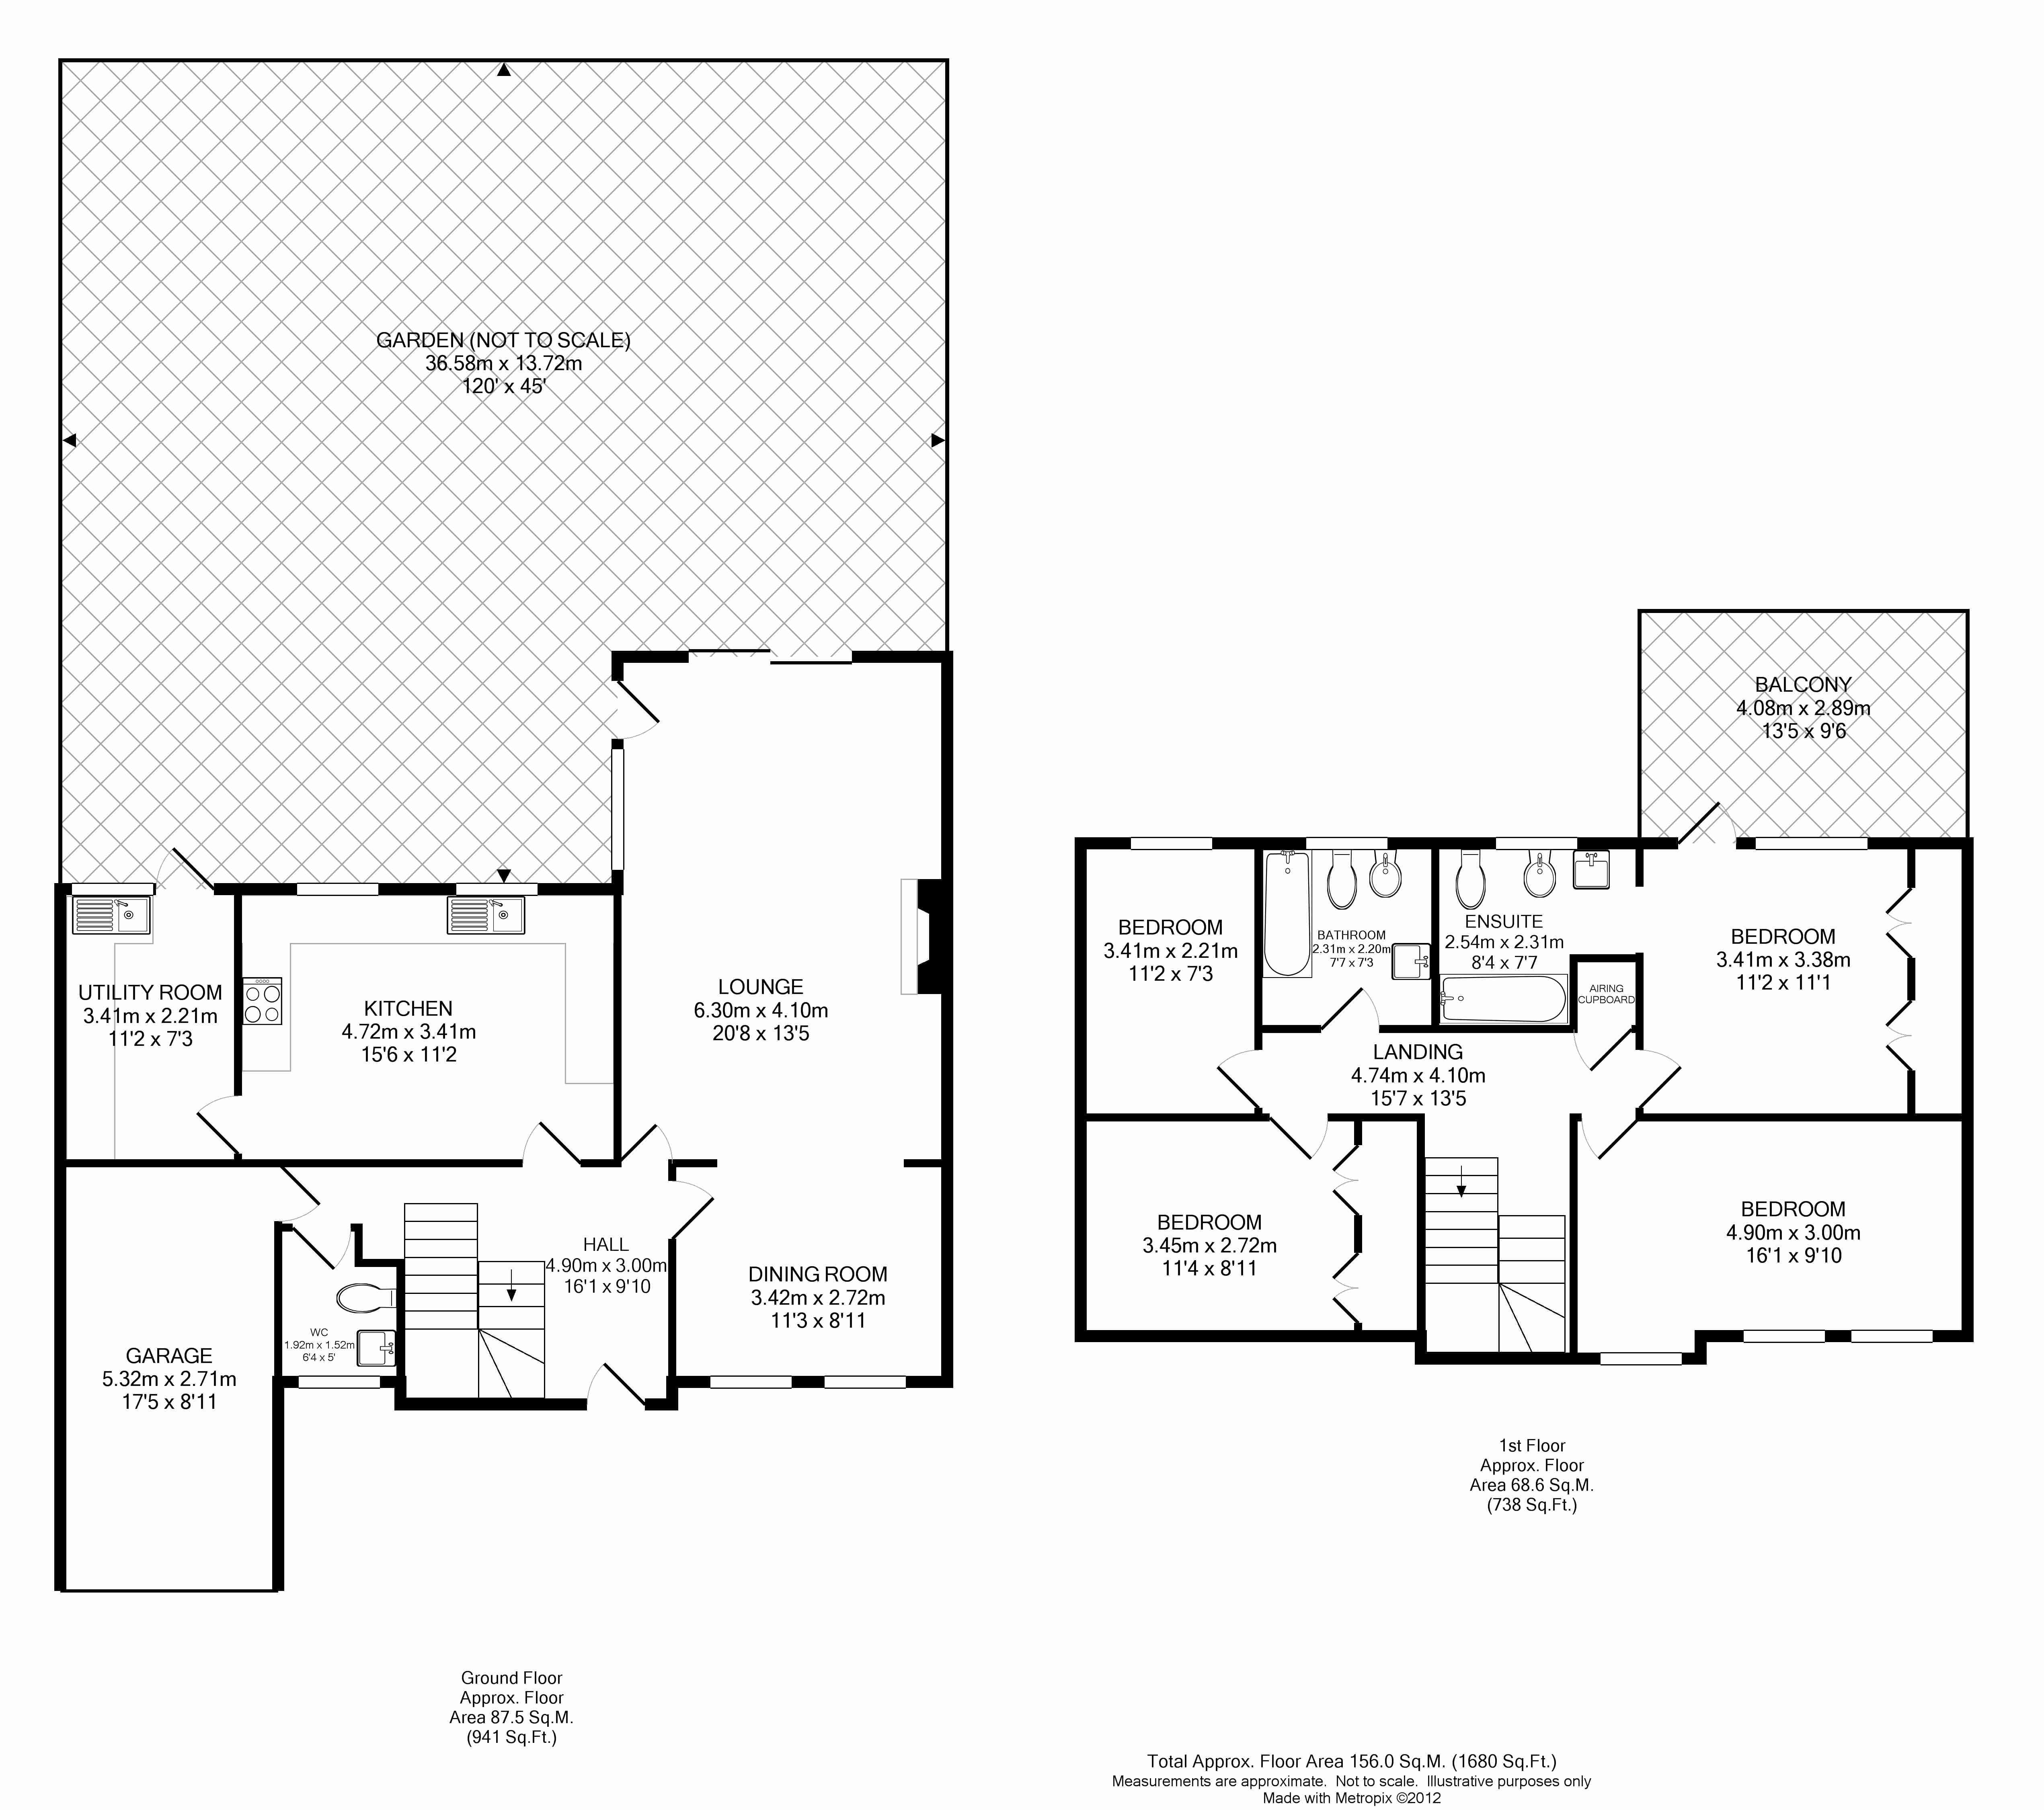 GARDEN (NOT TO SCALE)
36.58m x 13.72m
120' x 45'
UTILITY ROOM
3.41m x 2.21m
11'2 x 7'3
KITCHEN
4.72m x 3.41m
15'6 x 11'2
LOUNGE
6.30m x 4.10m
20'8 x 13'5
HALL
4.90m x 3.00m
16'1 x 9'10
DINING ROOM
3.42m x 2.72m
11'3 x 8'11
WC
1.92m x 1.52m
6'4 x 5'
GARAGE
5.32m x 2.71m
17'5 x 8'11
Ground Floor
Approx. Floor
Area 87.5 Sq.M.
(941 Sq.Ft.)
BALCONY
4.08m x 2.89m
13'5 x 9'6
BEDROOM
3.41m x 2.21m
11'2 x 7'3
BATHROOM
2.31m x 2.20m
7'7 x 7'3
ENSUITE
2.54m x 2.31m
8'4 x 7'7
BEDROOM
3.41m x 3.38m
11'2 x 11'1
AIRING
CUPBOARD
LANDING
4.74m x 4.10m
15'7 x 13'5
BEDROOM
3.45m x 2.72m
11'4 x 8'11
BEDROOM
4.90m x 3.00m
16'1 x 9'10
1st Floor
Approx. Floor
Area 68.6 Sq.M.
(738 Sq.Ft.)
Total Approx. Floor Area 156.0 Sq.M. (1680 Sq.Ft.)
Measurements are approximate. Not to scale. Illustrative purposes only
Made with Metropix ©2012